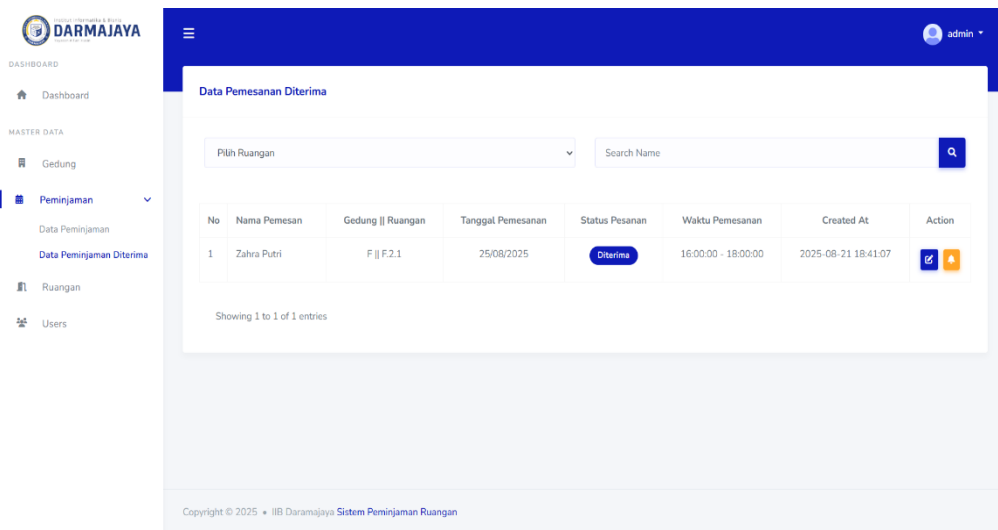 Institut Informatika & Bisnis
DARMAJAYA
admin
DASHBOARD
Dashboard
MASTER DATA
Gedung
Peminjaman
Data Peminjaman
Data Peminjaman Diterima
Ruangan
Users
Data Pemesanan Diterima
Pilih Ruangan
Search Name
No Nama Pemesan Gedung || Ruangan Tanggal Pemesanan Status Pesanan Waktu Pemesanan Created At Action
1 Zahra Putri F || F.2.1 25/08/2025 Diterima 16:00:00 - 18:00:00 2025-08-21 18:41:07
Showing 1 to 1 of 1 entries
Copyright © 2025 • IIB Daramajaya Sistem Peminjaman Ruangan